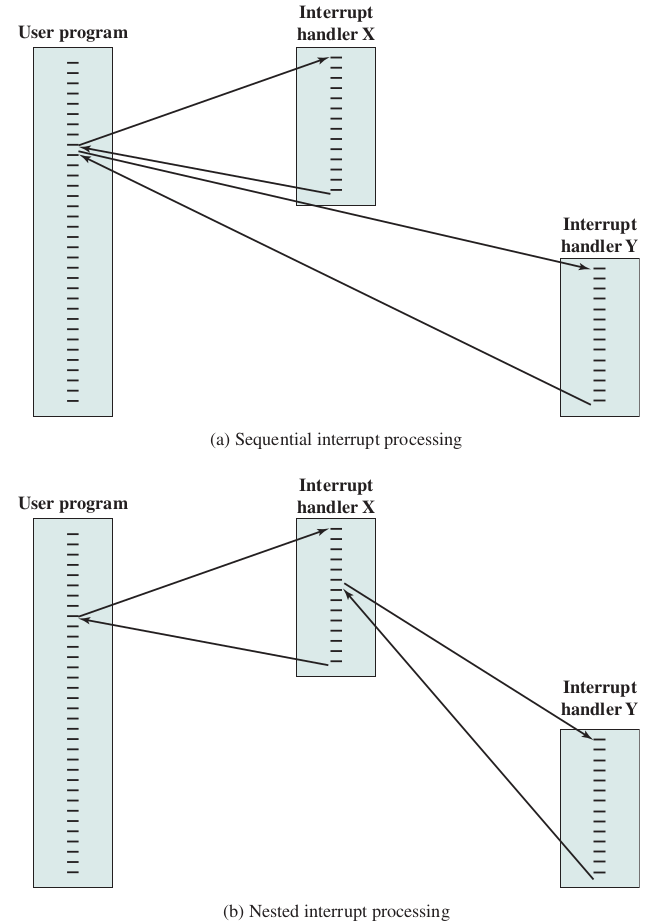 User program
Interrupt
handler X
Interrupt
handler Y
(a) Sequential interrupt processing
User program
Interrupt
handler X
Interrupt
handler Y
(b) Nested interrupt processing